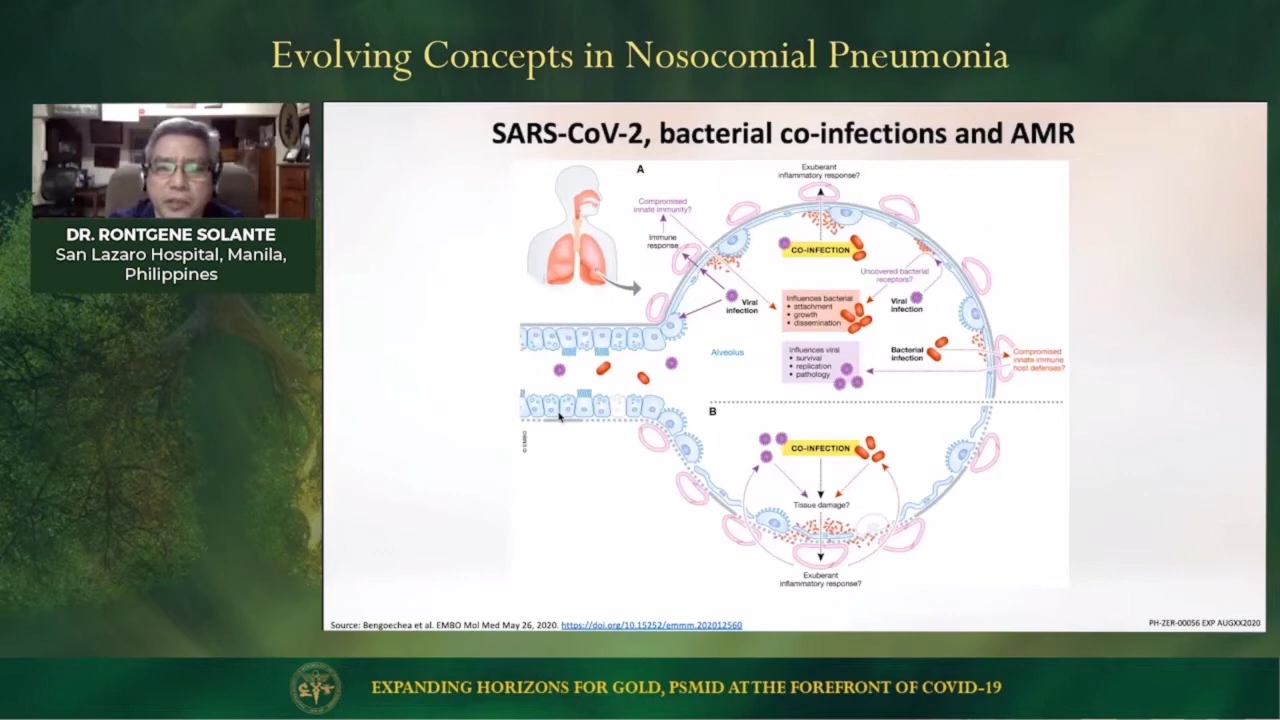 Evolving Concepts in Nosocomial Pneumonia
DR. RONTGENE SOLANTE
San Lazaro Hospital, Manila,
Philippines
SARS-CoV-2, bacterial co-infections and AMR
A
Exuberant
inflammatory response?
Compromised
innate immunity?
Immune
response
CO-INFECTION
Uncovered bacterial
receptors?
Viral
infection
Influences bacterial
• attachment
• growth
• dissemination
Viral
infection
Alveolus
Influences viral
• survival
• replication
• pathology
Bacterial
infection
Compromised
innate immune
host defenses?
B
CO-INFECTION
Tissue damage?
Exuberant
inflammatory response?
Source: Bengoechea et al. EMBO Mol Med May 26, 2020. https://doi.org/10.15252/emmm.202012560
PH-ZER-00056 EXP AUGXX2020
EXPANDING HORIZONS FOR GOLD, PSMID AT THE FOREFRONT OF COVID-19